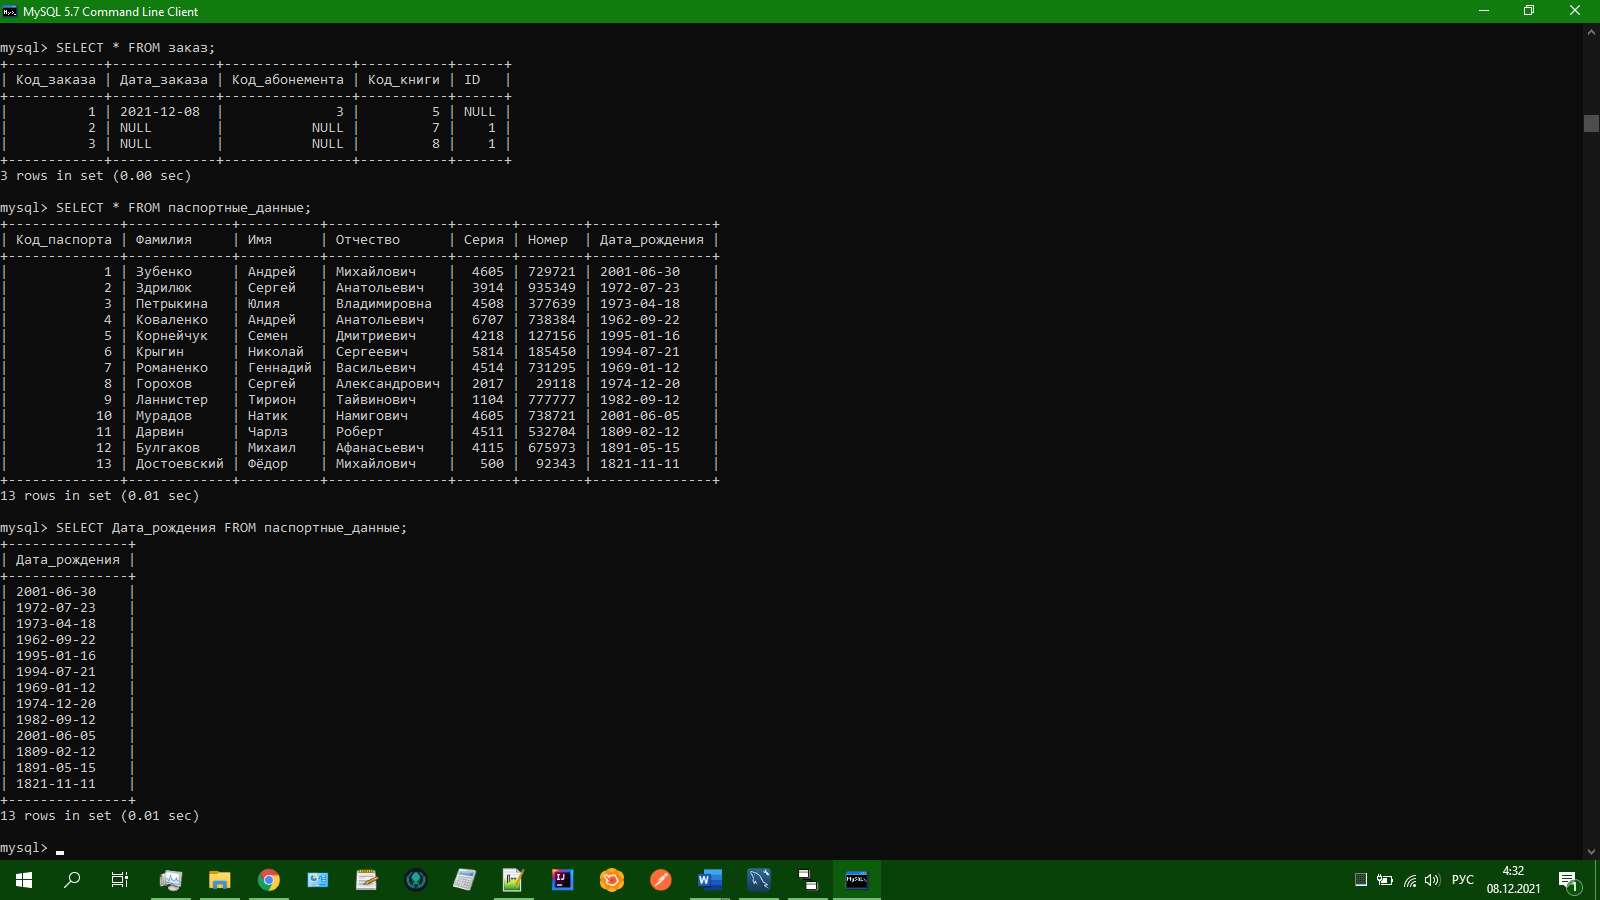 MySQL 5.7 Command Line Client
mysql> SELECT * FROM заказ;
+------------+-------------+----------------+-----------+------+
| Код_заказа | Дата_заказа | Код_абонемента | Код_книги | ID   |
+------------+-------------+----------------+-----------+------+
|          1 | 2021-12-08  |              3 |         5 | NULL |
|          2 | NULL        |           NULL |         7 |    1 |
|          3 | NULL        |           NULL |         8 |    1 |
+------------+-------------+----------------+-----------+------+
3 rows in set (0.00 sec)
mysql> SELECT * FROM паспортные_данные;
+--------------+-------------+----------+---------------+-------+--------+---------------+
| Код_паспорта | Фамилия     | Имя      | Отчество      | Серия | Номер  | Дата_рождения |
+--------------+-------------+----------+---------------+-------+--------+---------------+
|            1 | Зубенко     | Андрей   | Михайлович    |  4605 | 729721 | 2001-06-30    |
|            2 | Здрилюк     | Сергей   | Анатольевич   |  3914 | 935349 | 1972-07-23    |
|            3 | Петрыкина   | Юлия     | Владимировна  |  4508 | 377639 | 1973-04-18    |
|            4 | Коваленко   | Андрей   | Анатольевич   |  6707 | 738384 | 1962-09-22    |
|            5 | Корнейчук   | Семен    | Дмитриевич    |  4218 | 127156 | 1995-01-16    |
|            6 | Крыгин      | Николай  | Сергеевич     |  5814 | 185450 | 1994-07-21    |
|            7 | Романенко   | Геннадий | Васильевич    |  4514 | 731295 | 1969-01-12    |
|            8 | Горохов     | Сергей   | Александрович |  2017 |  29118 | 1974-12-20    |
|            9 | Ланнистер   | Тирион   | Тайвинович    |  1104 | 777777 | 1982-09-12    |
|           10 | Мурадов     | Натик    | Намигович     |  4605 | 738721 | 2001-06-05    |
|           11 | Дарвин      | Чарлз    | Роберт        |  4511 | 532704 | 1809-02-12    |
|           12 | Булгаков    | Михаил   | Афанасьевич   |  4115 | 675973 | 1891-05-15    |
|           13 | Достоевский | Фёдор    | Михайлович    |   500 |  92343 | 1821-11-11    |
+--------------+-------------+----------+---------------+-------+--------+---------------+
13 rows in set (0.01 sec)
mysql> SELECT Дата_рождения FROM паспортные_данные;
+---------------+
| Дата_рождения |
+---------------+
| 2001-06-30    |
| 1972-07-23    |
| 1973-04-18    |
| 1962-09-22    |
| 1995-01-16    |
| 1994-07-21    |
| 1969-01-12    |
| 1974-12-20    |
| 1982-09-12    |
| 2001-06-05    |
| 1809-02-12    |
| 1891-05-15    |
| 1821-11-11    |
+---------------+
13 rows in set (0.01 sec)
mysql>
РУС
4:32
08.12.2021
1